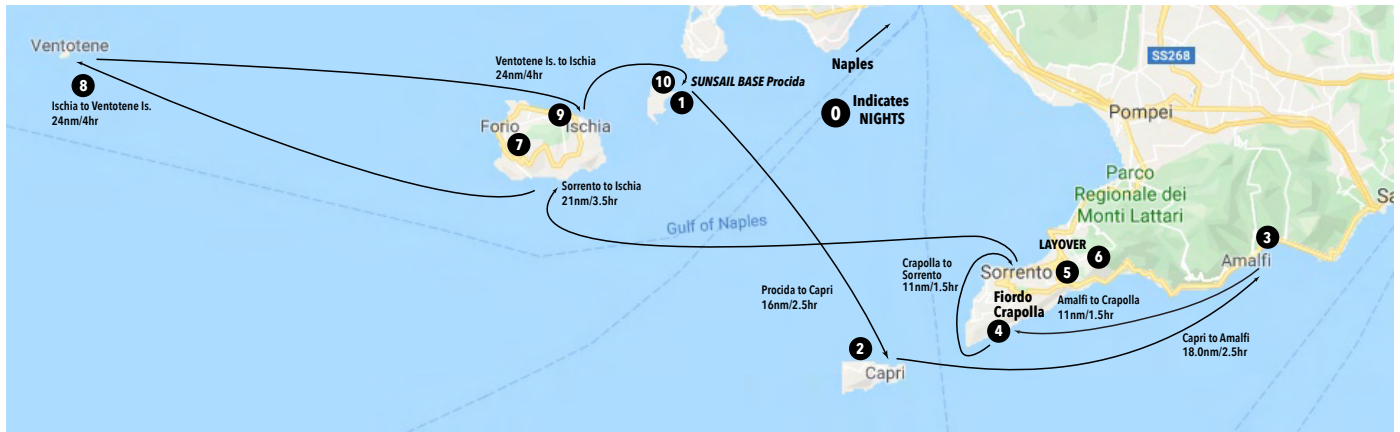 Ventotene
8
Ischia to Ventotene Is.
24nm/4hr
Ventotene Is. to Ischia
24nm/4hr
Forio
7
9
Ischia
10
SUNSAIL BASE Procida
1
Naples
0
Indicates
NIGHTS
SS268
Pompei
Parco
Regionale dei
Monti Lattari
Sorrento to Ischia
21nm/3.5hr
Gulf of Naples
Procida to Capri
16nm/2.5hr
2
Capri
Crapolla to
Sorrento
11nm/1.5hr
LAYOVER
6
Sorrento
5
Fiordo
Crapolla
4
Amalfi to Crapolla
11nm/1.5hr
3
Amalfi
Capri to Amalfi
18.0nm/2.5hr
Sa